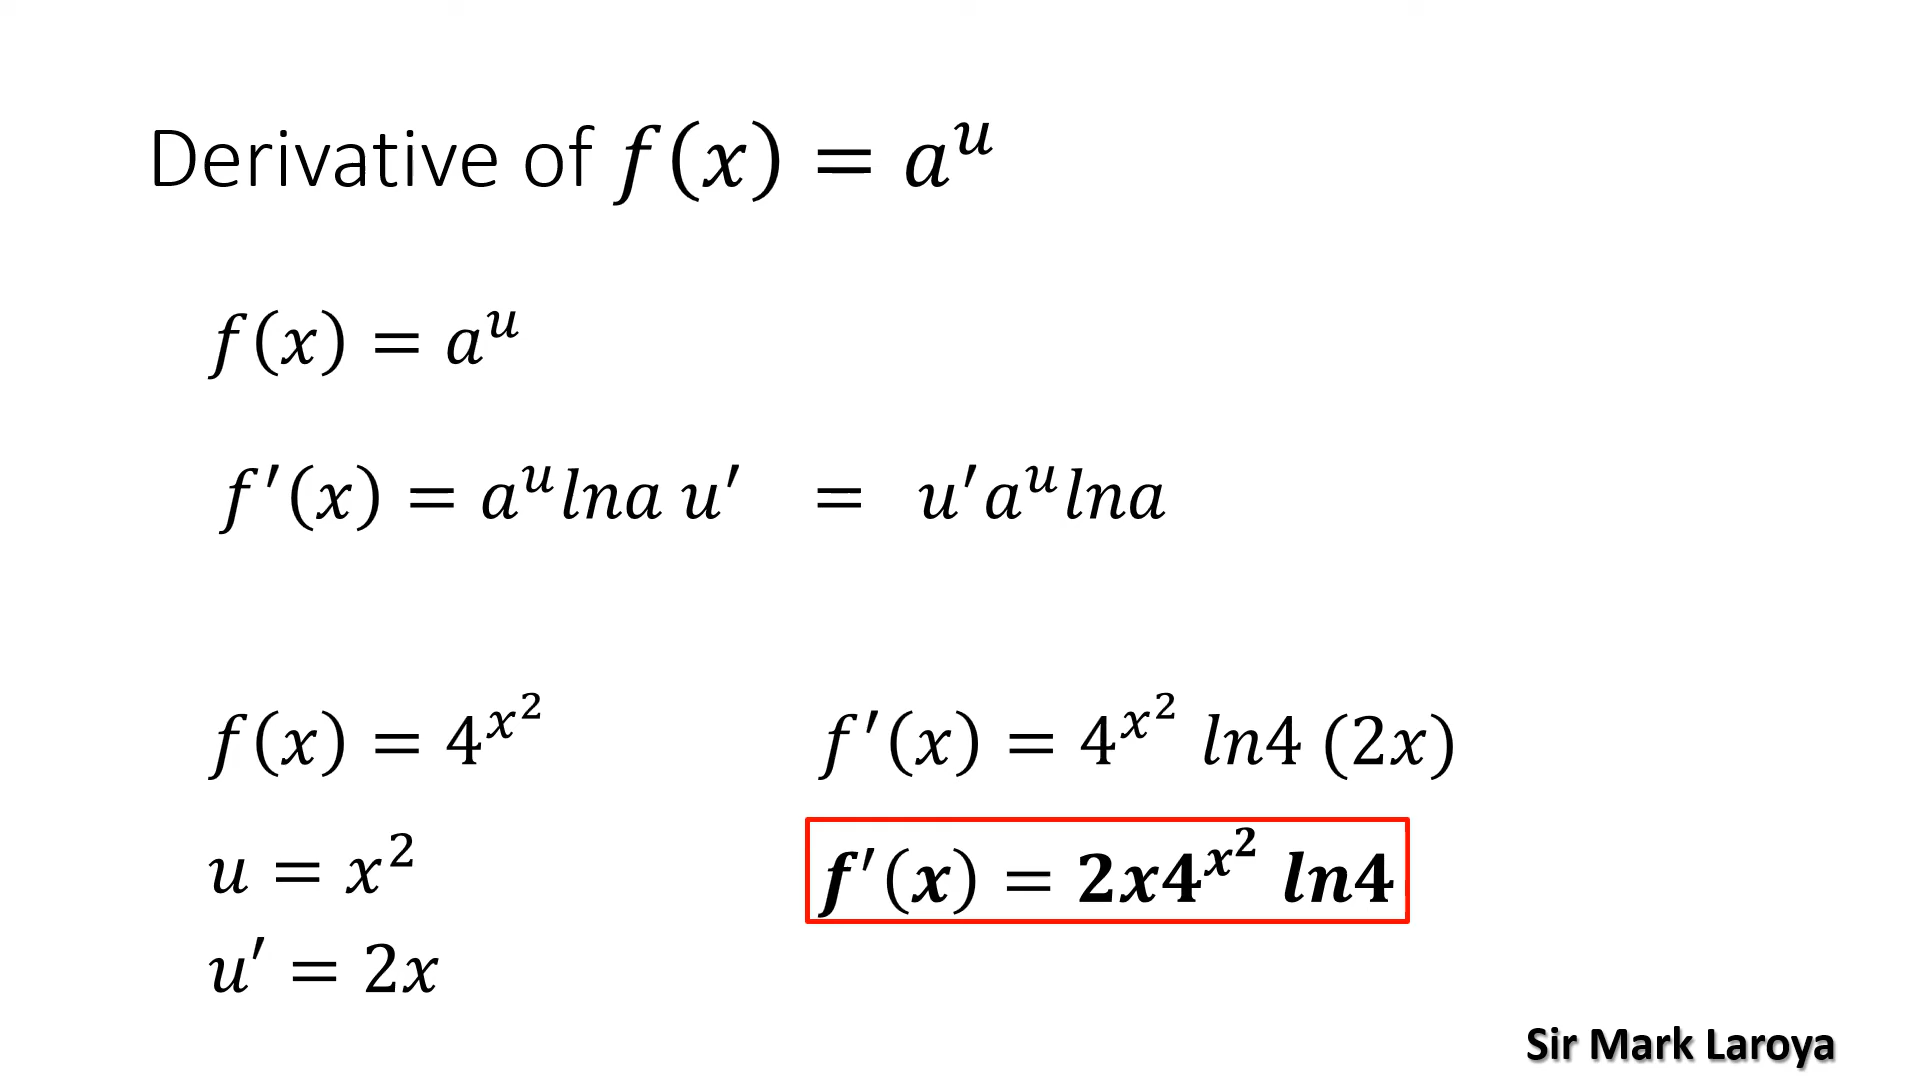 Derivative of f(x) = a^u
f(x) = a^u
f′(x) = a^u lna u′ = u′a^u lna
f(x) = 4^{x^2}
f′(x) = 4^{x^2} ln4 (2x)
u = x^2
f′(x) = 2x4^{x^2} ln4
u′ = 2x
Sir Mark Laroya